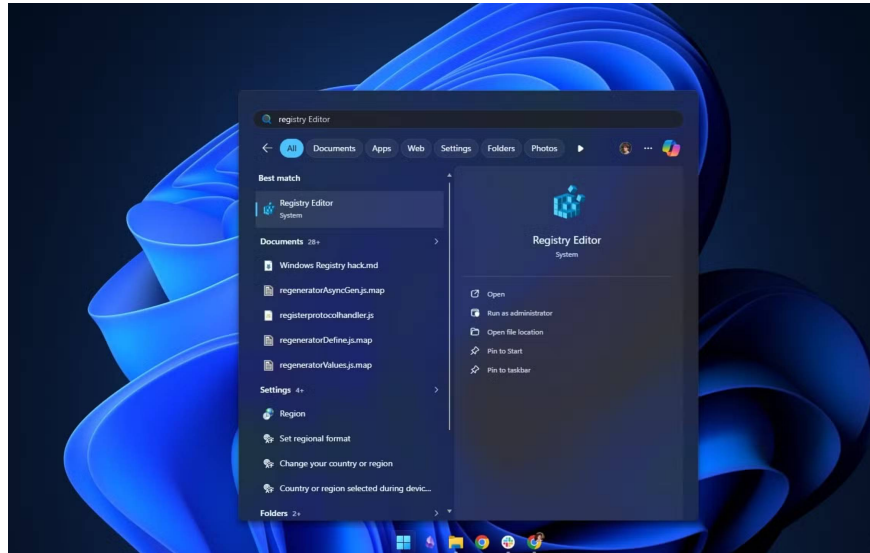 registry Editor
All Documents Apps Web Settings Folders Photos
Best match
Registry Editor
System
Documents 28+
Windows Registry hack.md
regeneratorAsyncGen.js.map
registerprotocolhandler.js
regeneratorDefine.js.map
regeneratorValues.js.map
Settings 4+
Region
Set regional format
Change your country or region
Country or region selected during devic...
Folders 2+
Registry Editor
System
Open
Run as administrator
Open file location
Pin to Start
Pin to taskbar